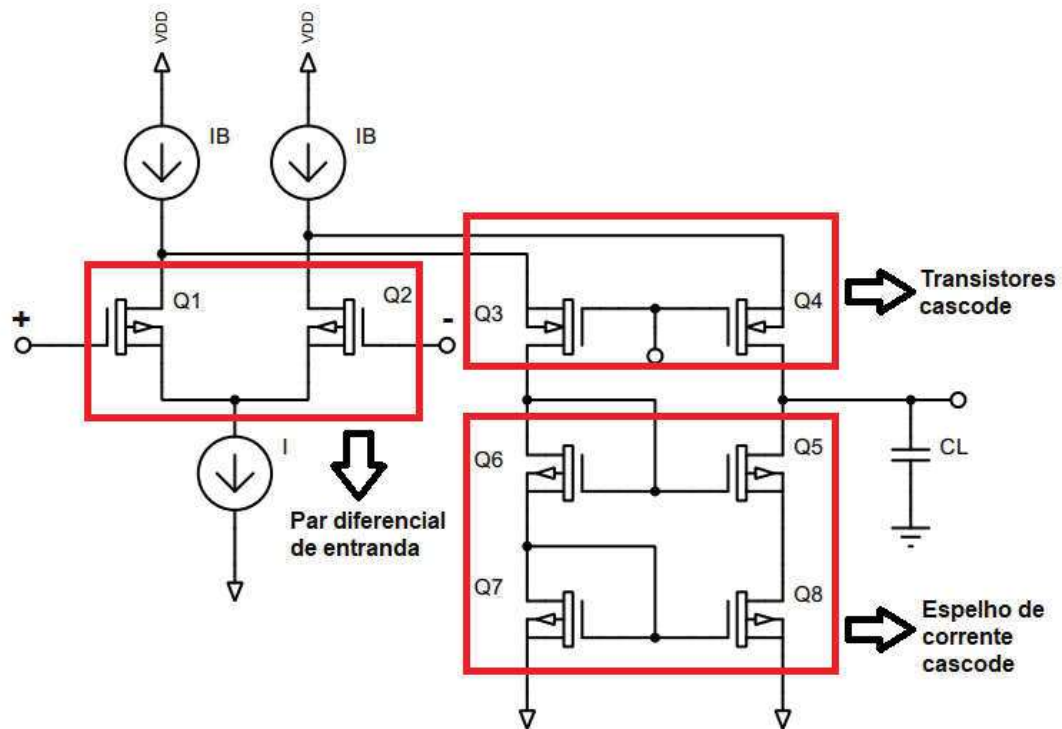 VDD
VDD
IB
IB
Q1
Q2
+
-
I
Par diferencial
de entranda
Q3
Q4
Transistores
cascode
Q6
Q5
CL
Q7
Q8
Espelho de
corrente
cascode